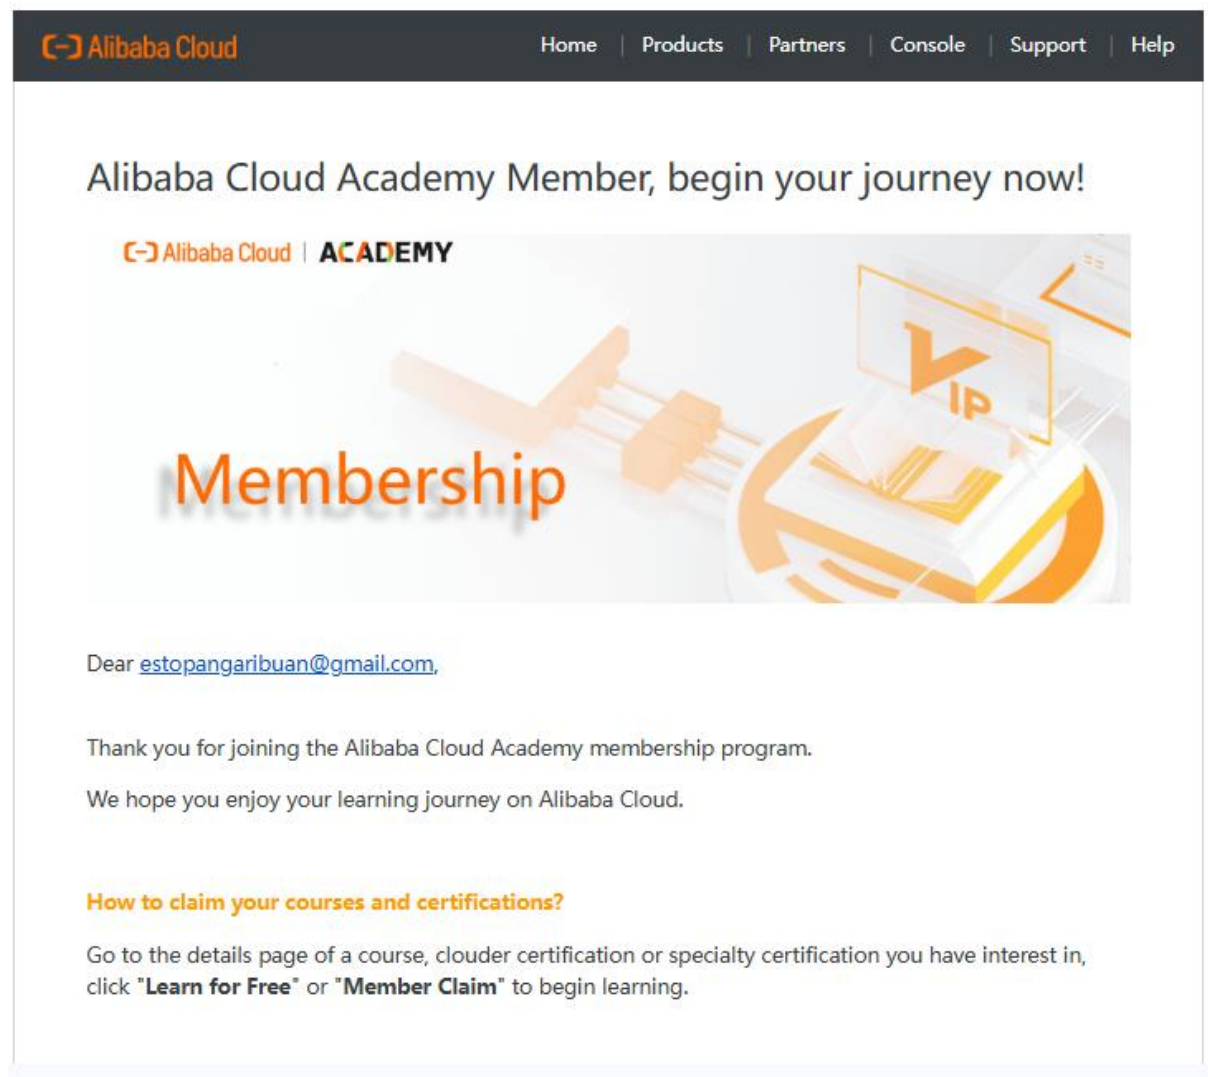 Alibaba Cloud
Home | Products | Partners | Console | Support | Help
Alibaba Cloud Academy Member, begin your journey now!
Alibaba Cloud | ACADEMY
VIP
Membership
Dear estopangaribuan@gmail.com,
Thank you for joining the Alibaba Cloud Academy membership program.
We hope you enjoy your learning journey on Alibaba Cloud.
How to claim your courses and certifications?
Go to the details page of a course, clouder certification or specialty certification you have interest in,
click "Learn for Free" or "Member Claim" to begin learning.